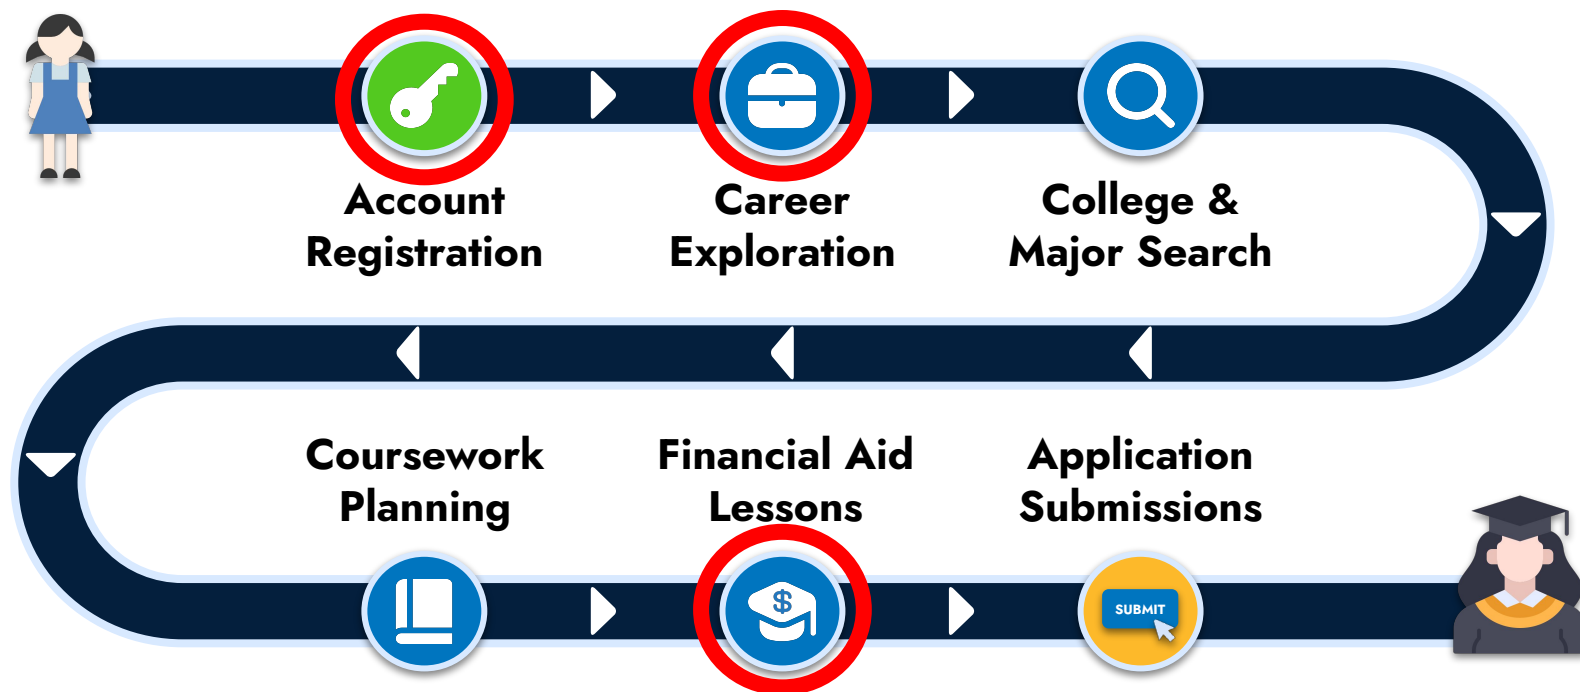 Account
Registration
Career
Exploration
College &
Major Search
Coursework
Planning
Financial Aid
Lessons
Application
Submissions
$
SUBMIT